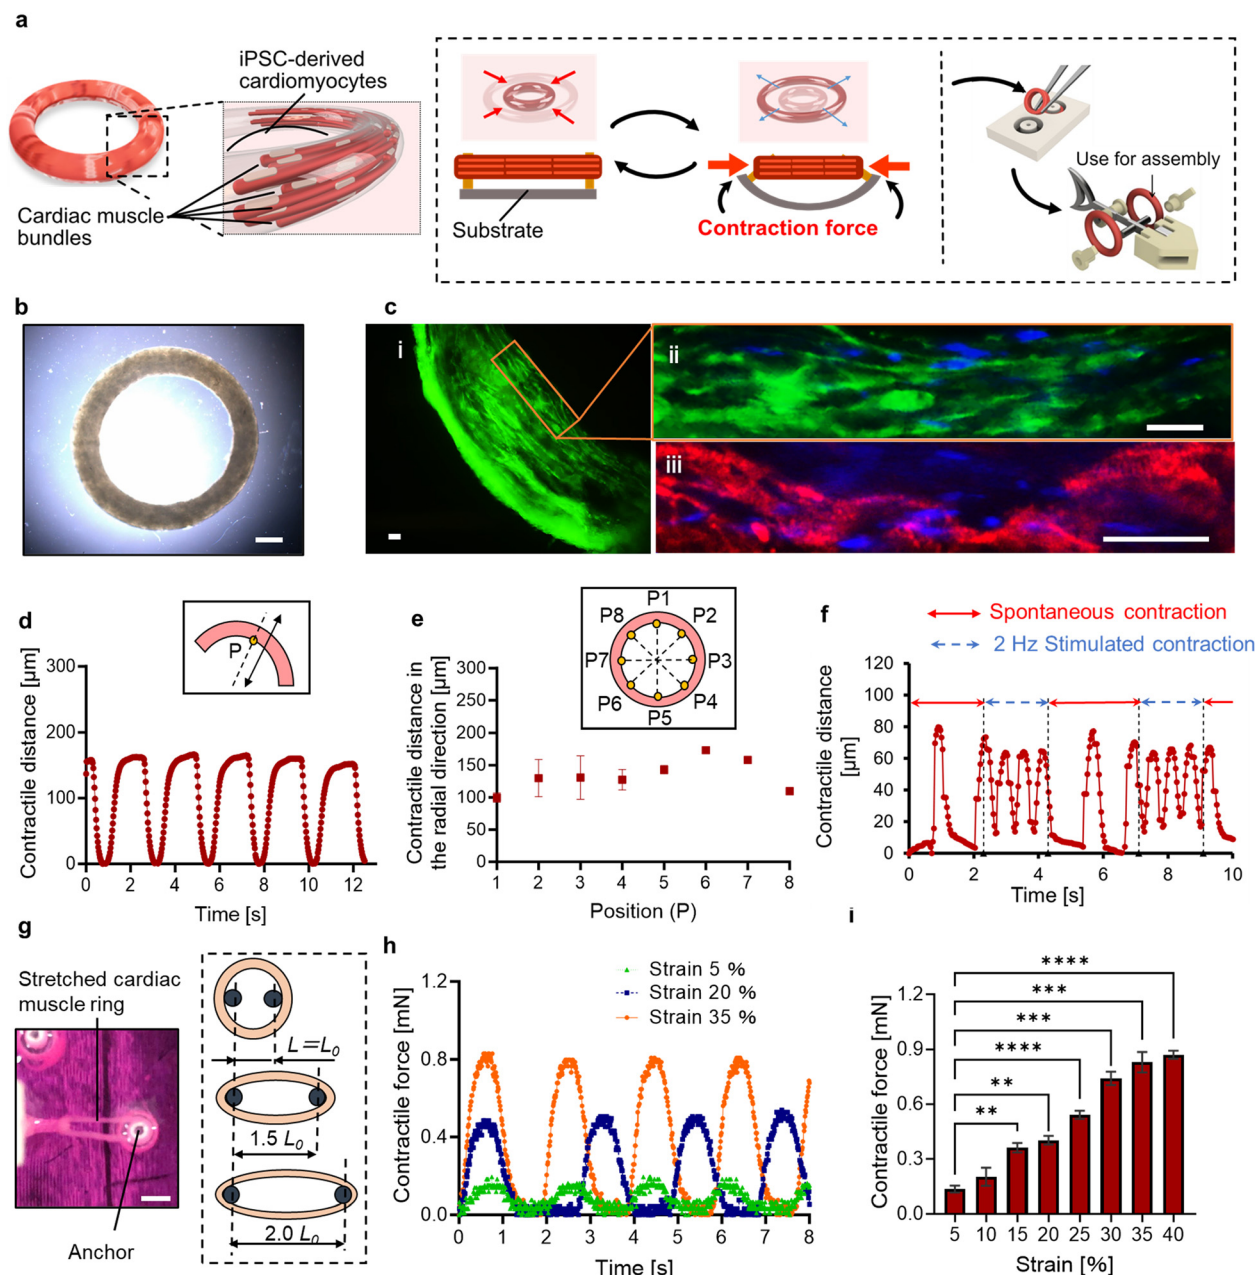 a
iPSC-derived
cardiomyocytes
Cardiac muscle
bundles
Substrate
Contraction force
Use for assembly
b
c
i
ii
iii
d
P
Contractile distance [µm]
300
200
100
0
0 2 4 6 8 10 12
Time [s]
e
P1
P2
P3
P4
P5
P6
P7
P8
Contractile distance in
the radial direction [µm]
300
250
200
150
100
50
0
1 2 3 4 5 6 7 8
Position (P)
f
Spontaneous contraction
2 Hz Stimulated contraction
Contractile distance
[µm]
120
100
80
60
40
20
0
0 2 4 6 8 10
Time [s]
g
Stretched cardiac
muscle ring
Anchor
L=L₀
1.5 L₀
2.0 L₀
h
Strain 5 %
Strain 20 %
Strain 35 %
Contractile force [mN]
1.2
0.8
0.4
0.0
0 1 2 3 4 5 6 7 8
Time [s]
i
****
***
***
****
**
**
Contractile force [mN]
1.2
0.9
0.6
0.3
0.0
5 10 15 20 25 30 35 40
Strain [%]